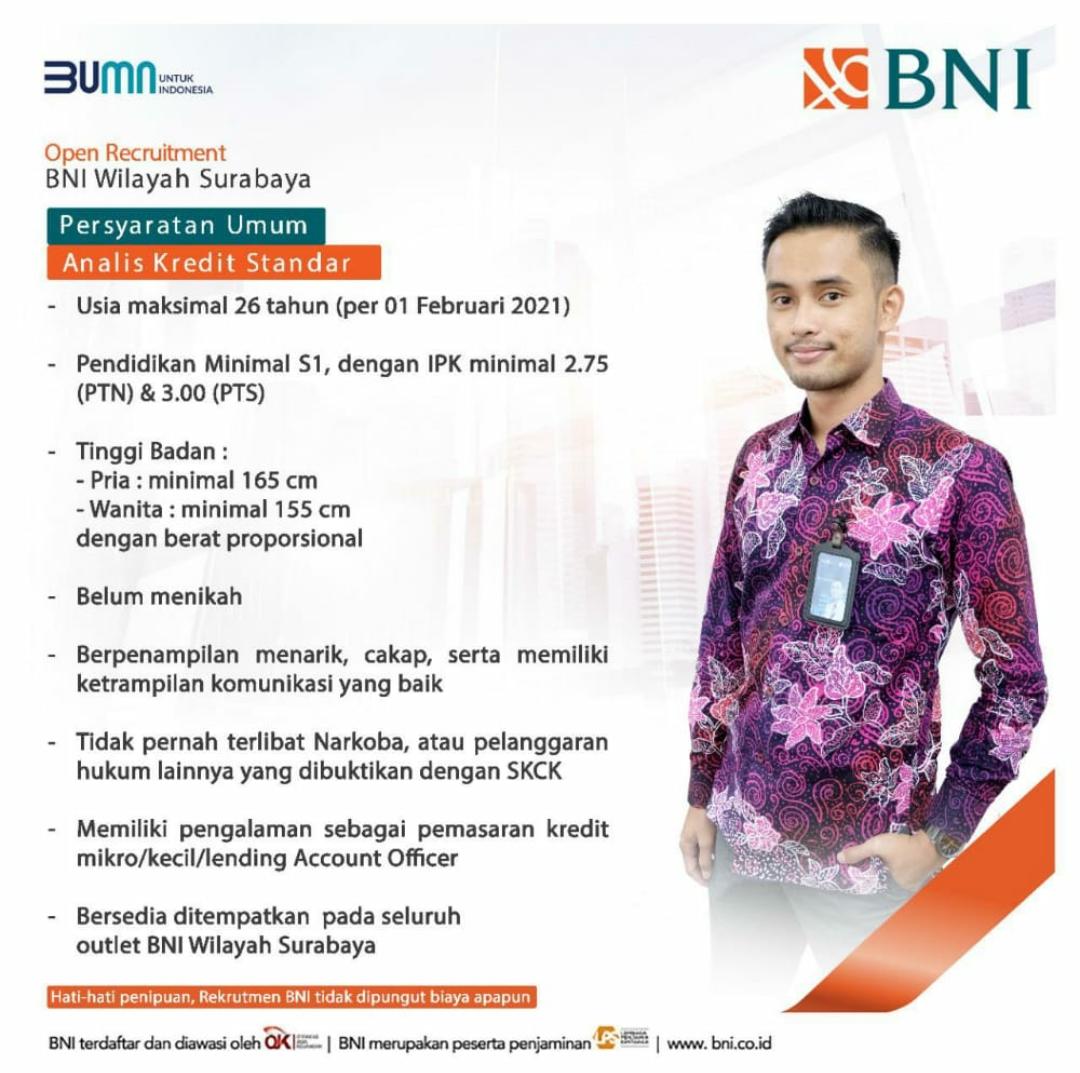 BUMN UNTUK
INDONESIA
BNI
Open Recruitment
BNI Wilayah Surabaya
Persyaratan Umum
Analis Kredit Standar
- Usia maksimal 26 tahun (per 01 Februari 2021)
- Pendidikan Minimal S1, dengan IPK minimal 2.75
(PTN) & 3.00 (PTS)
- Tinggi Badan :
- Pria : minimal 165 cm
- Wanita : minimal 155 cm
dengan berat proporsional
- Belum menikah
- Berpenampilan menarik, cakap, serta memiliki
ketrampilan komunikasi yang baik
- Tidak pernah terlibat Narkoba, atau pelanggaran
hukum lainnya yang dibuktikan dengan SKCK
- Memiliki pengalaman sebagai pemasaran kredit
mikro/kecil/lending Account Officer
- Bersedia ditempatkan pada seluruh
outlet BNI Wilayah Surabaya
Hati-hati penipuan, Rekrutmen BNI tidak dipungut biaya apapun
BNI terdaftar dan diawasi oleh OJK | BNI merupakan peserta penjaminan LPS | www. bni.co.id